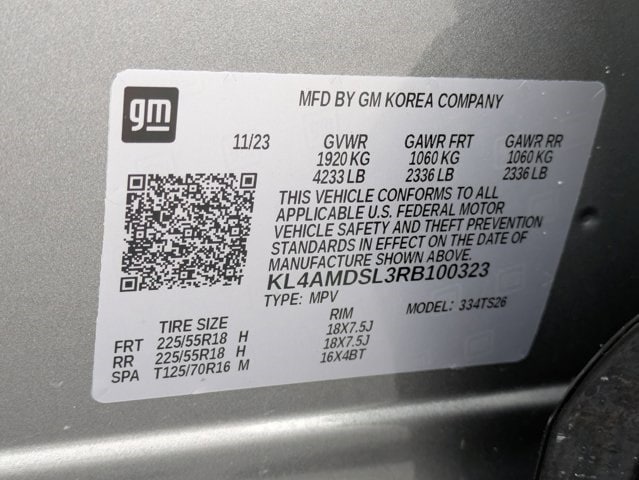 gm
MFD BY GM KOREA COMPANY
11/23 GVWR GAWR FRT GAWR RR
1920 KG 1060 KG 1060 KG
4233 LB 2336 LB 2336 LB
THIS VEHICLE CONFORMS TO ALL
APPLICABLE U.S. FEDERAL MOTOR
VEHICLE SAFETY AND THEFT PREVENTION
STANDARDS IN EFFECT ON THE DATE OF
MANUFACTURE SHOWN ABOVE.
KL4AMDSL3RB100323
TYPE: MPV MODEL: 334TS26
TIRE SIZE RIM
FRT 225/55R18 H 18X7.5J
RR 225/55R18 H 18X7.5J
SPA T125/70R16 M 16X4BT